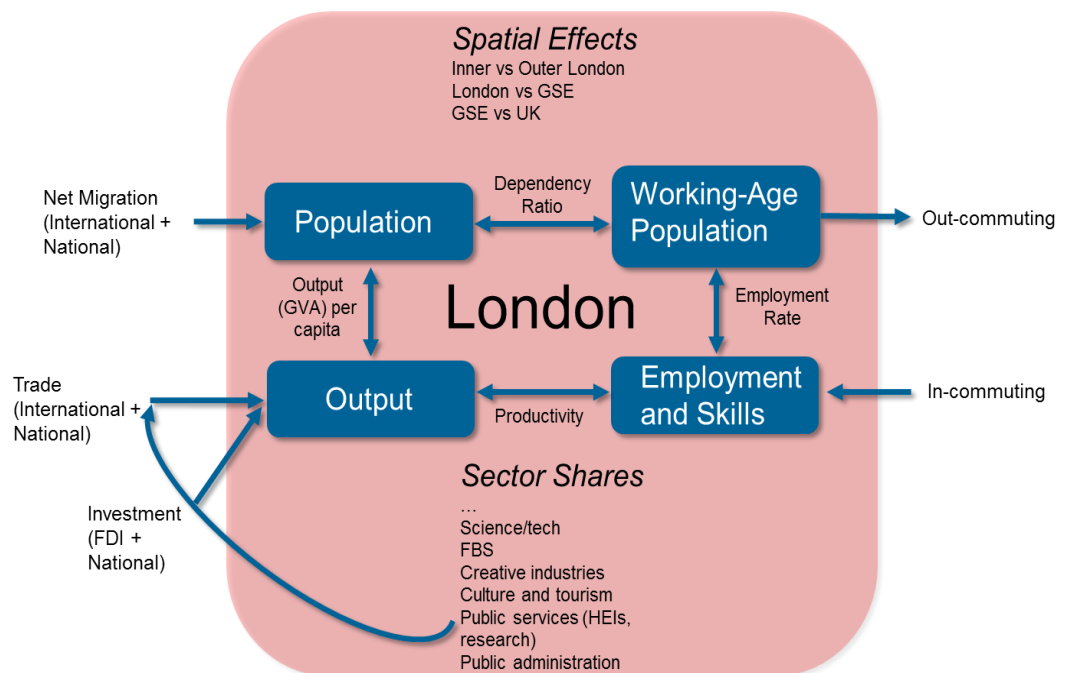 Spatial Effects
Inner vs Outer London
London vs GSE
GSE vs UK
Net Migration
(International +
National)
Population
Dependency
Ratio
Working-Age
Population
Out-commuting
Output
(GVA) per
capita
London
Employment
Rate
Trade
(International +
National)
Output
Productivity
Employment
and Skills
In-commuting
Investment
(FDI +
National)
Sector Shares
…
Science/tech
FBS
Creative industries
Culture and tourism
Public services (HEIs,
research)
Public administration